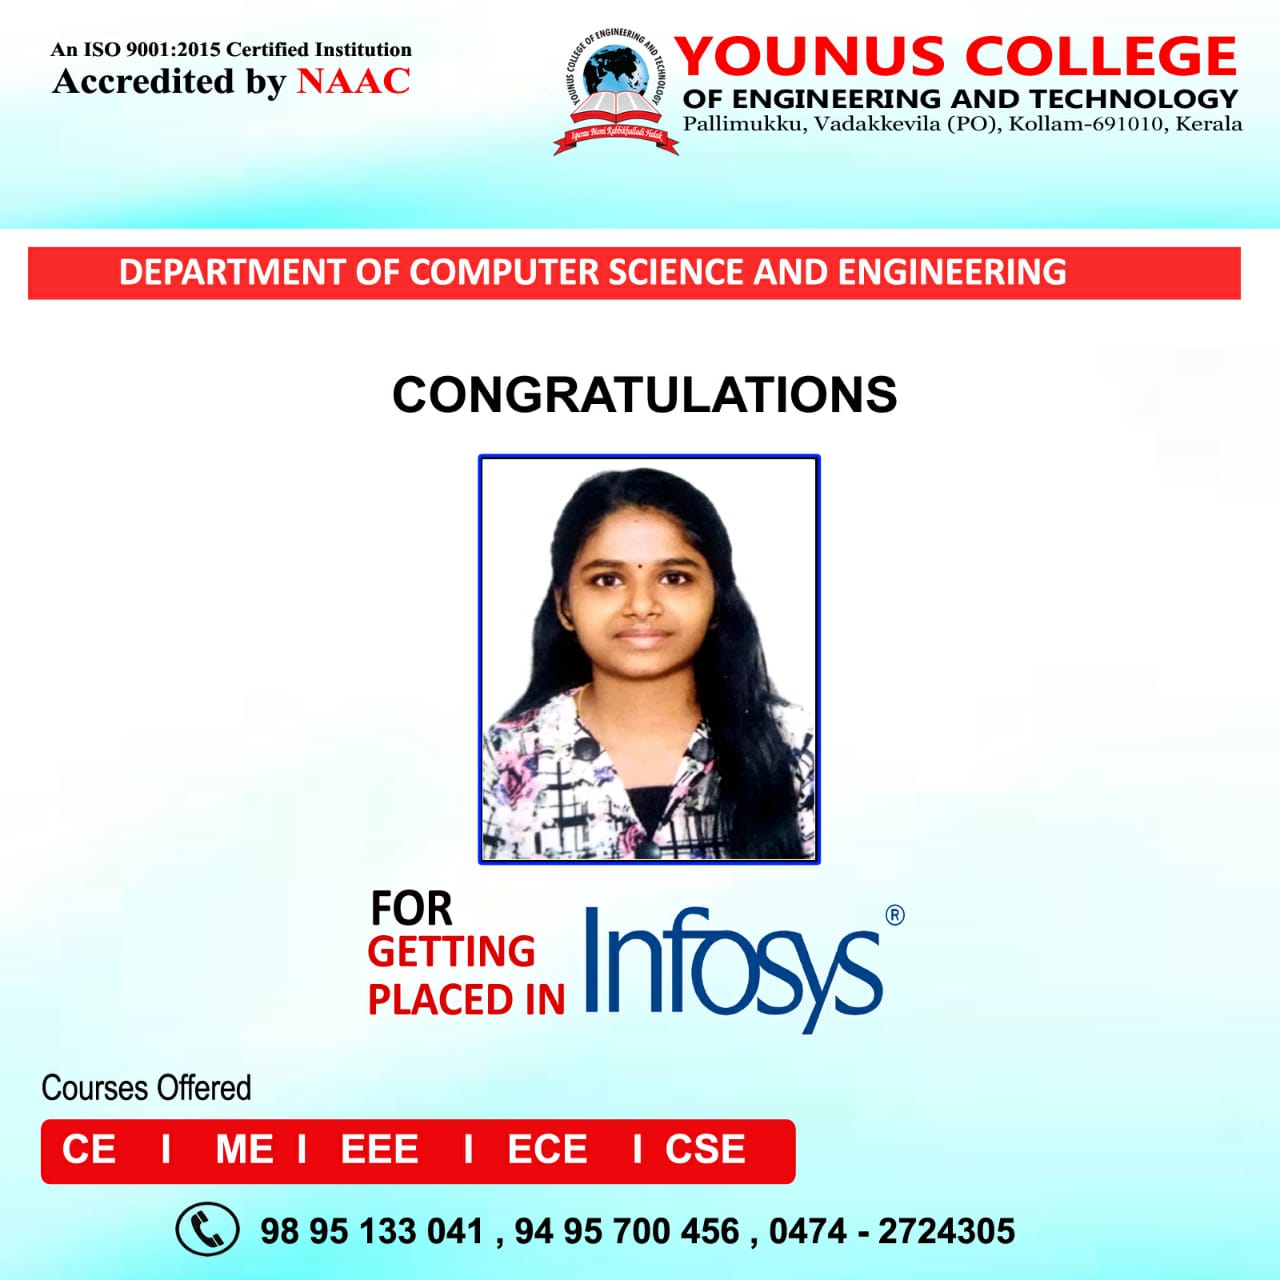 An ISO 9001:2015 Certified Institution
Accredited by NAAC
YOUNUS COLLEGE OF ENGINEERING AND TECHNOLOGY
Iqurau Bismi Rabbikhalladi Halak
YOUNUS COLLEGE
OF ENGINEERING AND TECHNOLOGY
Pallimukku, Vadakkevila (PO), Kollam-691010, Kerala
DEPARTMENT OF COMPUTER SCIENCE AND ENGINEERING
CONGRATULATIONS
FOR
GETTING
PLACED IN
Infosys®
Courses Offered
CE I ME I EEE I ECE I CSE
98 95 133 041 , 94 95 700 456 , 0474 - 2724305